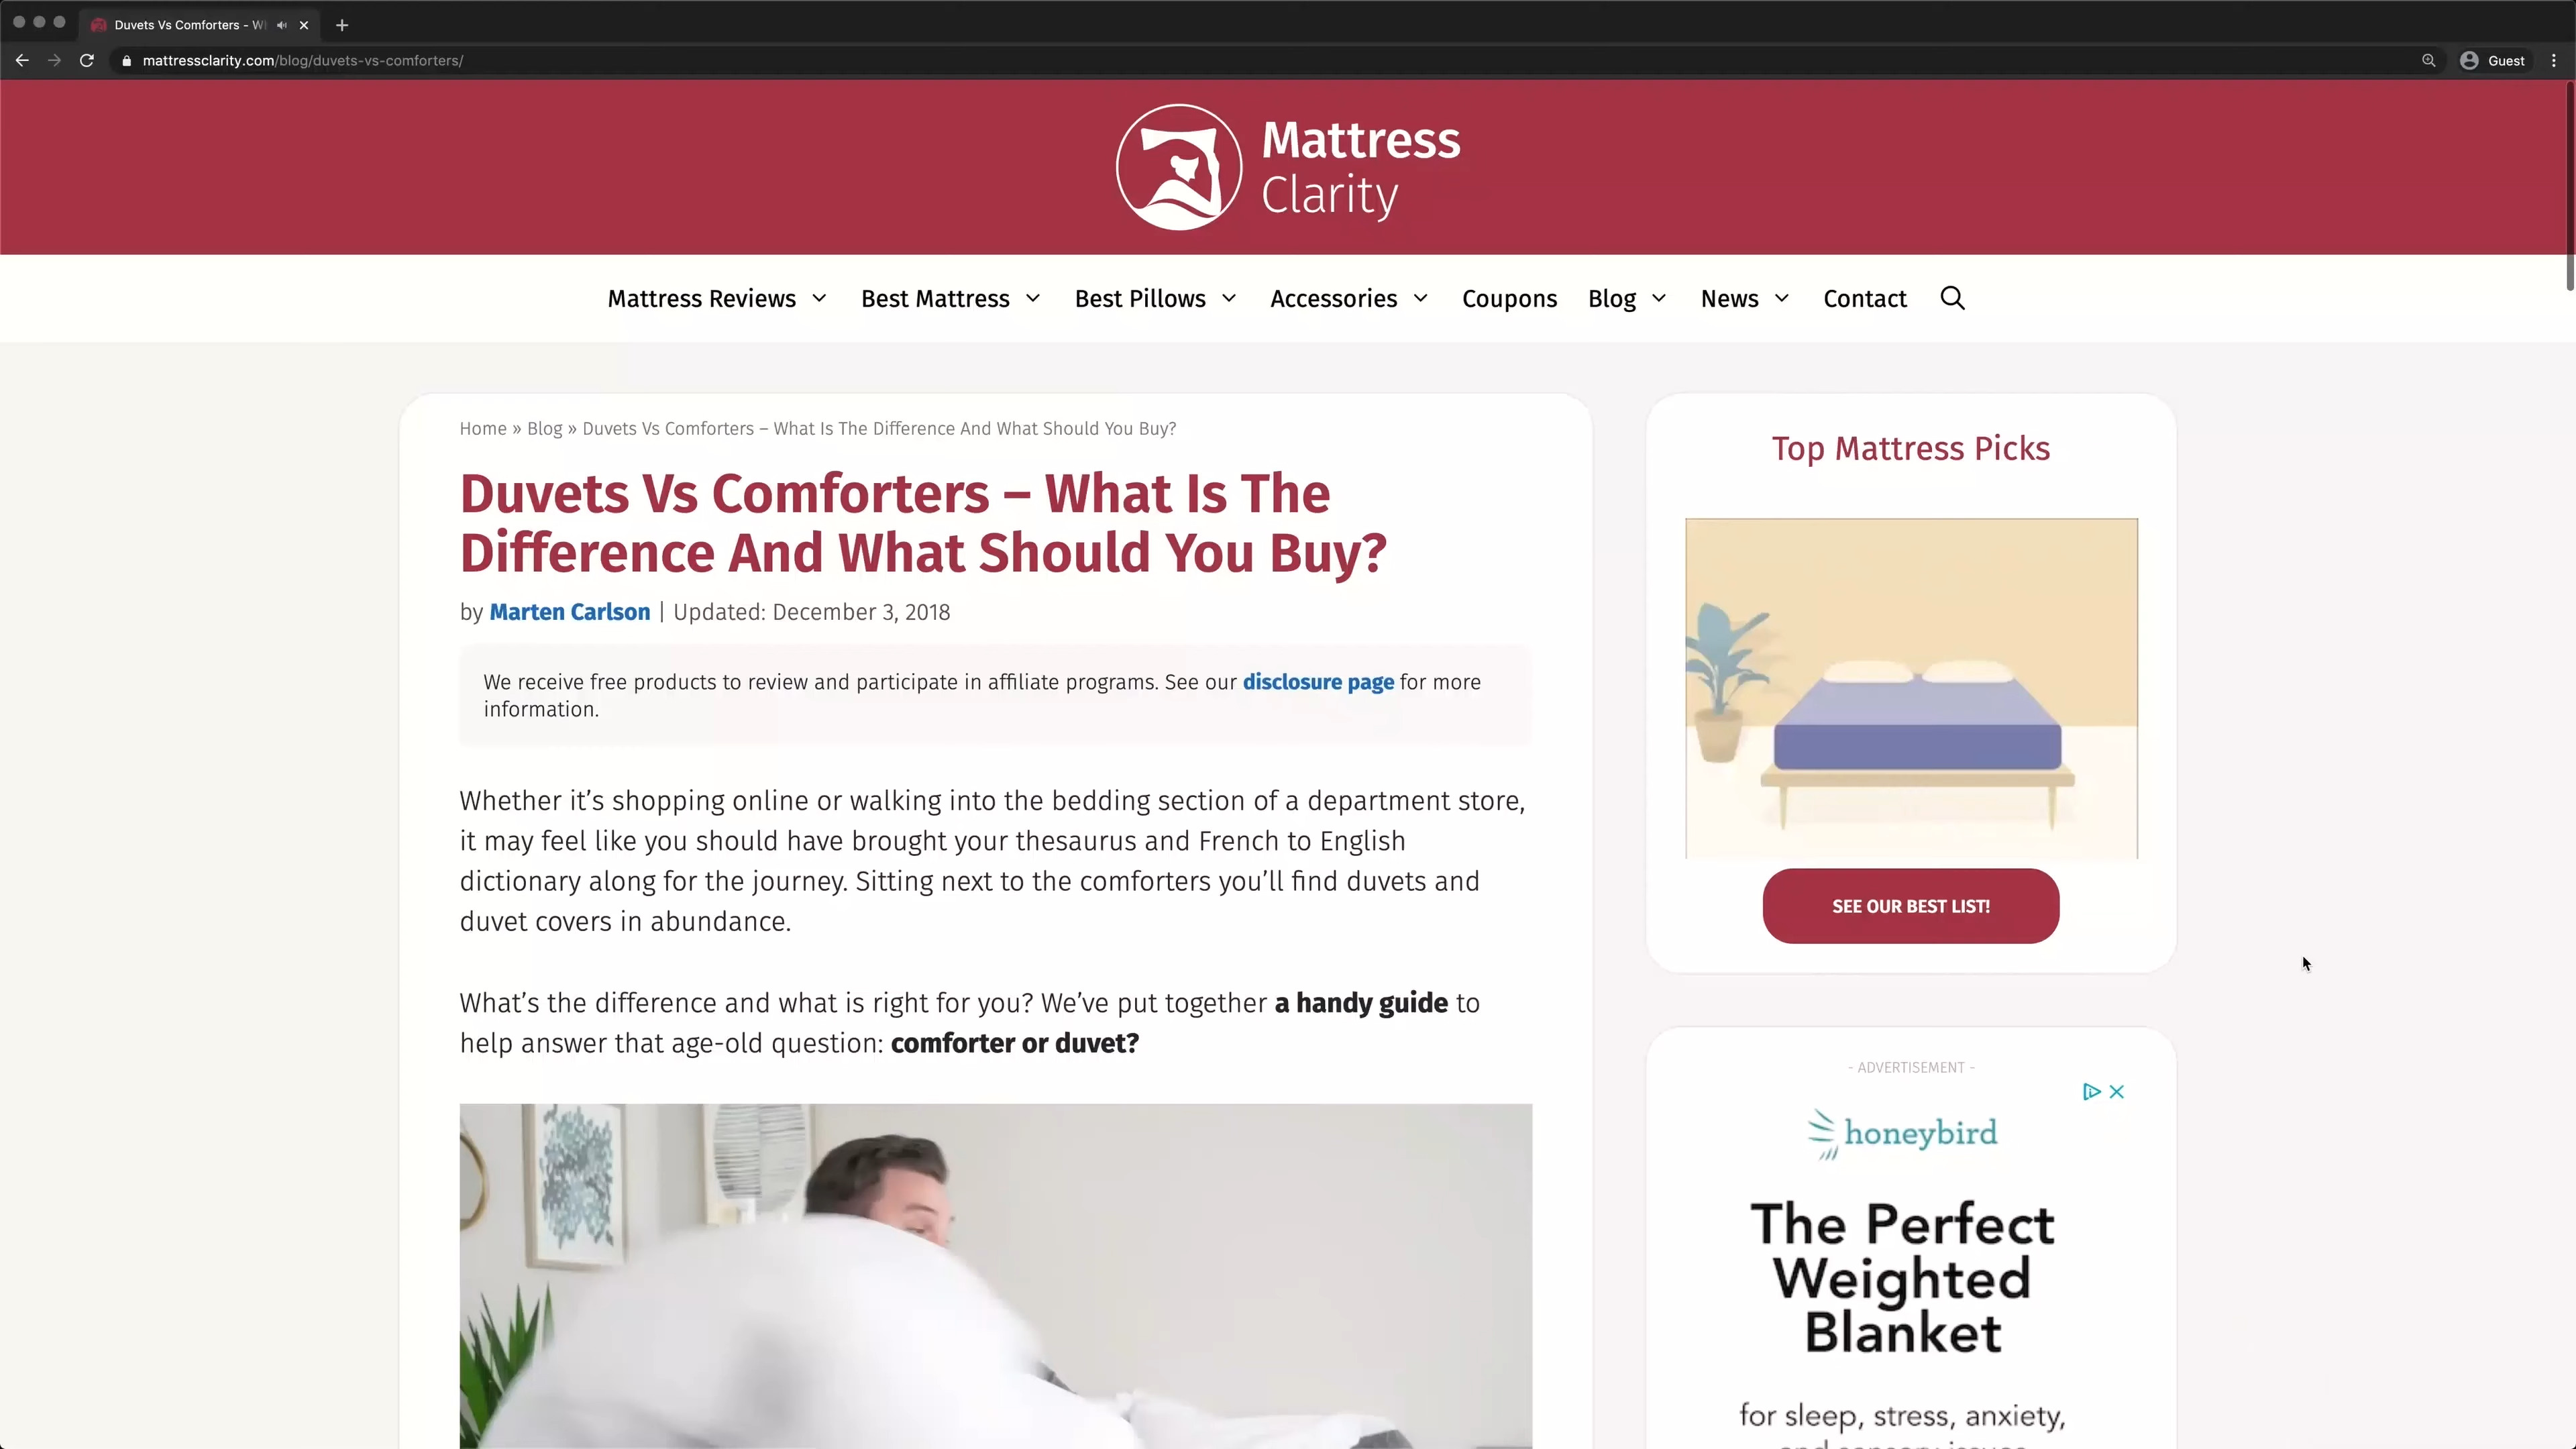 Duvets Vs Comforters - W
mattressclarity.com/blog/duvets-vs-comforters/
Guest
Mattress
Clarity
Mattress Reviews
Best Mattress
Best Pillows
Accessories
Coupons
Blog
News
Contact
Home » Blog » Duvets Vs Comforters – What Is The Difference And What Should You Buy?
Duvets Vs Comforters – What Is The
Difference And What Should You Buy?
by Marten Carlson | Updated: December 3, 2018
We receive free products to review and participate in affiliate programs. See our disclosure page for more
information.
Whether it’s shopping online or walking into the bedding section of a department store,
it may feel like you should have brought your thesaurus and French to English
dictionary along for the journey. Sitting next to the comforters you’ll find duvets and
duvet covers in abundance.
What’s the difference and what is right for you? We’ve put together a handy guide to
help answer that age-old question: comforter or duvet?
Top Mattress Picks
SEE OUR BEST LIST!
- ADVERTISEMENT -
honeybird
The Perfect
Weighted
Blanket
for sleep, stress, anxiety,